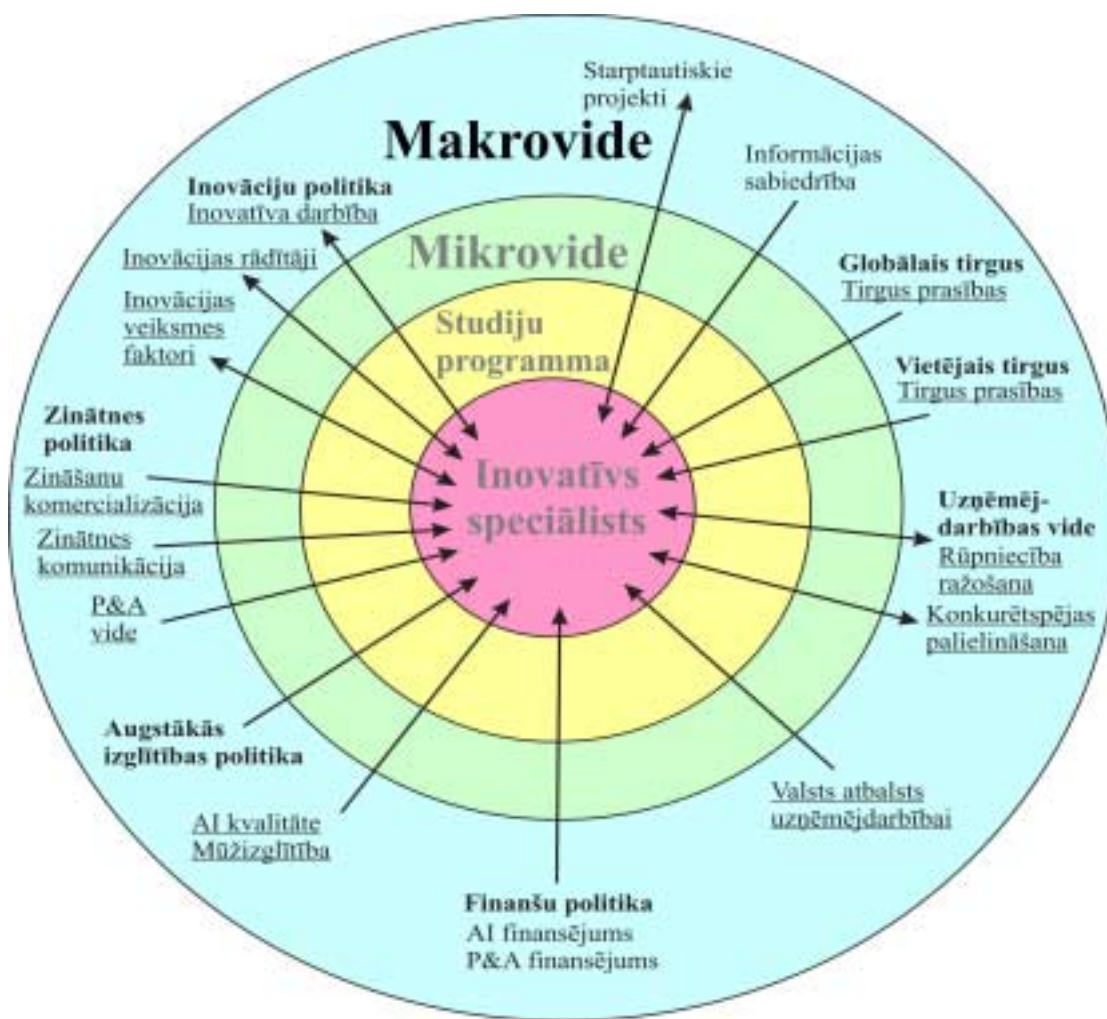 Starptautiskie
projekti
Makrovide
Informācijas
sabiedrība
Inovāciju politika
Inovatīva darbība
Mikrovide
Inovācijas rādītāji
Globālais tirgus
Tirgus prasības
Inovācijas
veiksmes
faktori
Studiju
programma
Vietējais tirgus
Tirgus prasības
Zinātnes
politika
Zināšanu
komercializācija
Inovatīvs
speciālists
Uzņēmēj-
darbības vide
Rūpniecība
ražošana
Zinātnes
komunikācija
P&A
vide
Konkurētspējas
palielināšana
Augstākās
izglītības politika
Valsts atbalsts
uzņēmējdarbībai
AI kvalitāte
Mūžizglītība
Finanšu politika
AI finansējums
P&A finansējums